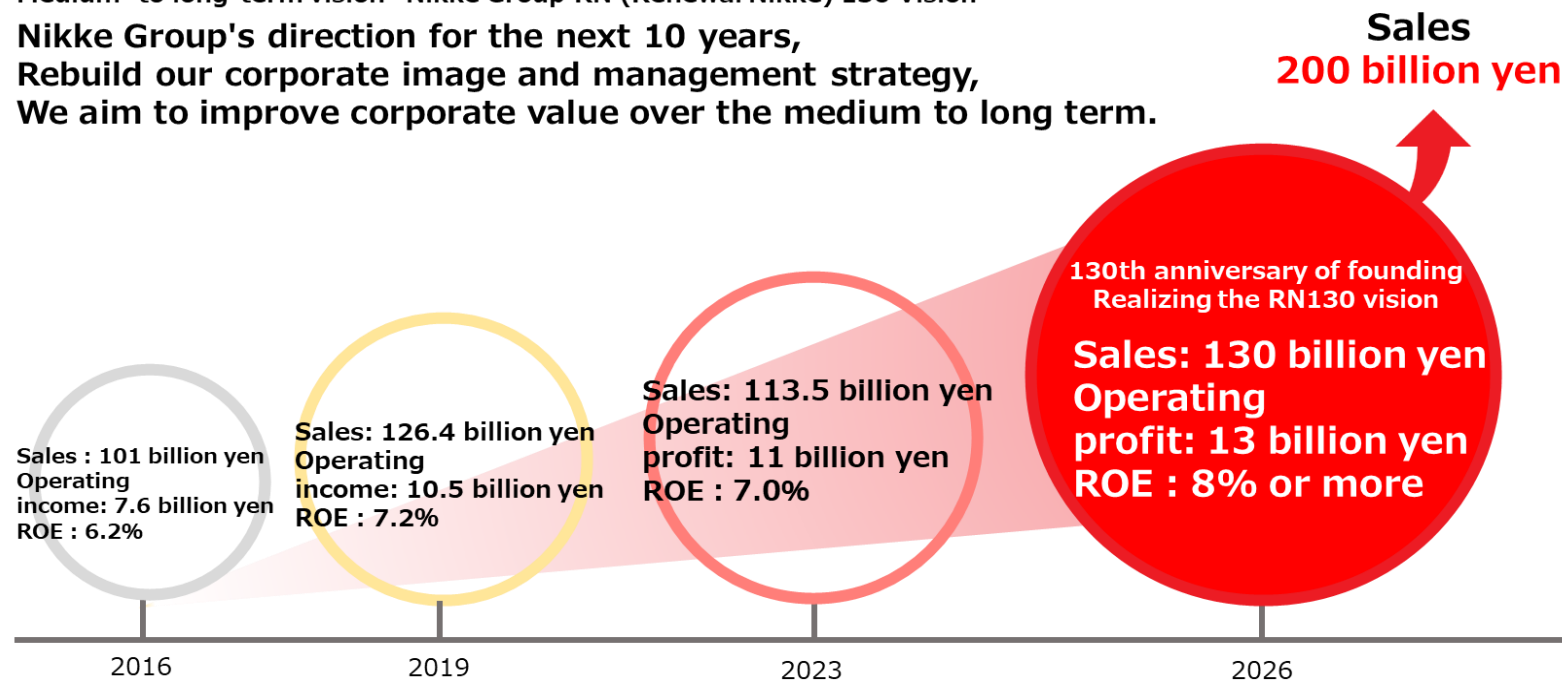 Nikke Group's direction for the next 10 years,
Rebuild our corporate image and management strategy,
We aim to improve corporate value over the medium to long term.
Sales
200 billion yen
130th anniversary of founding
Realizing the RN130 vision
Sales: 130 billion yen
Operating
profit: 13 billion yen
ROE : 8% or more
Sales: 113.5 billion yen
Operating
profit: 11 billion yen
ROE : 7.0%
Sales: 126.4 billion yen
Operating
income: 10.5 billion yen
ROE : 7.2%
Sales : 101 billion yen
Operating
income: 7.6 billion yen
ROE : 6.2%
2016
2019
2023
2026